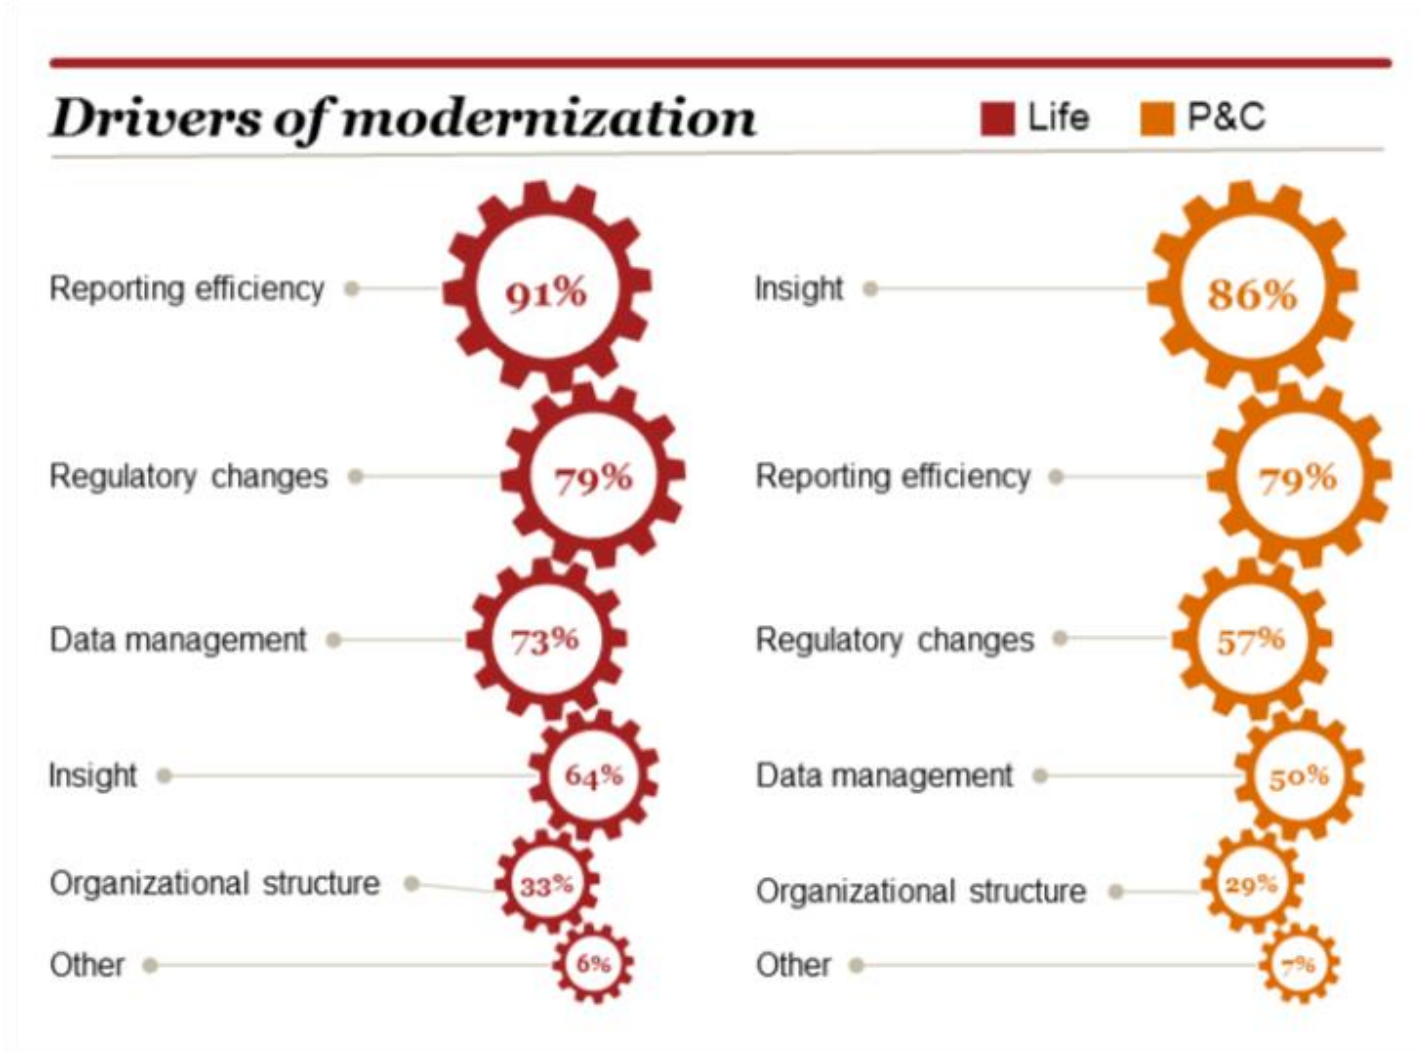 Drivers of modernization
Life
P&C
Reporting efficiency
91%
Regulatory changes
79%
Data management
73%
Insight
64%
Organizational structure
33%
Other
6%
Insight
86%
Reporting efficiency
79%
Regulatory changes
57%
Data management
50%
Organizational structure
29%
Other
7%